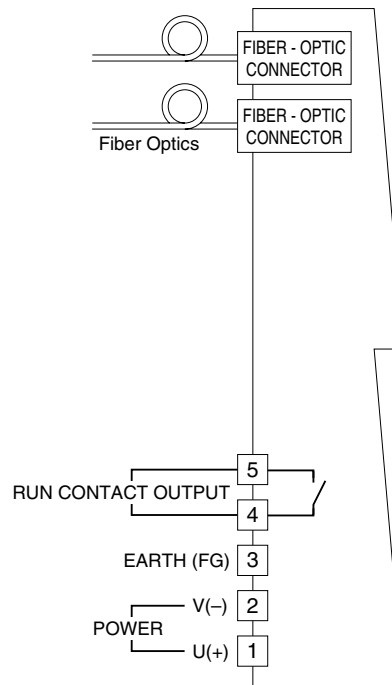 FIBER - OPTIC
CONNECTOR
FIBER - OPTIC
CONNECTOR
Fiber Optics
5
RUN CONTACT OUTPUT
4
EARTH (FG) 3
V(–) 2
POWER
U(+) 1